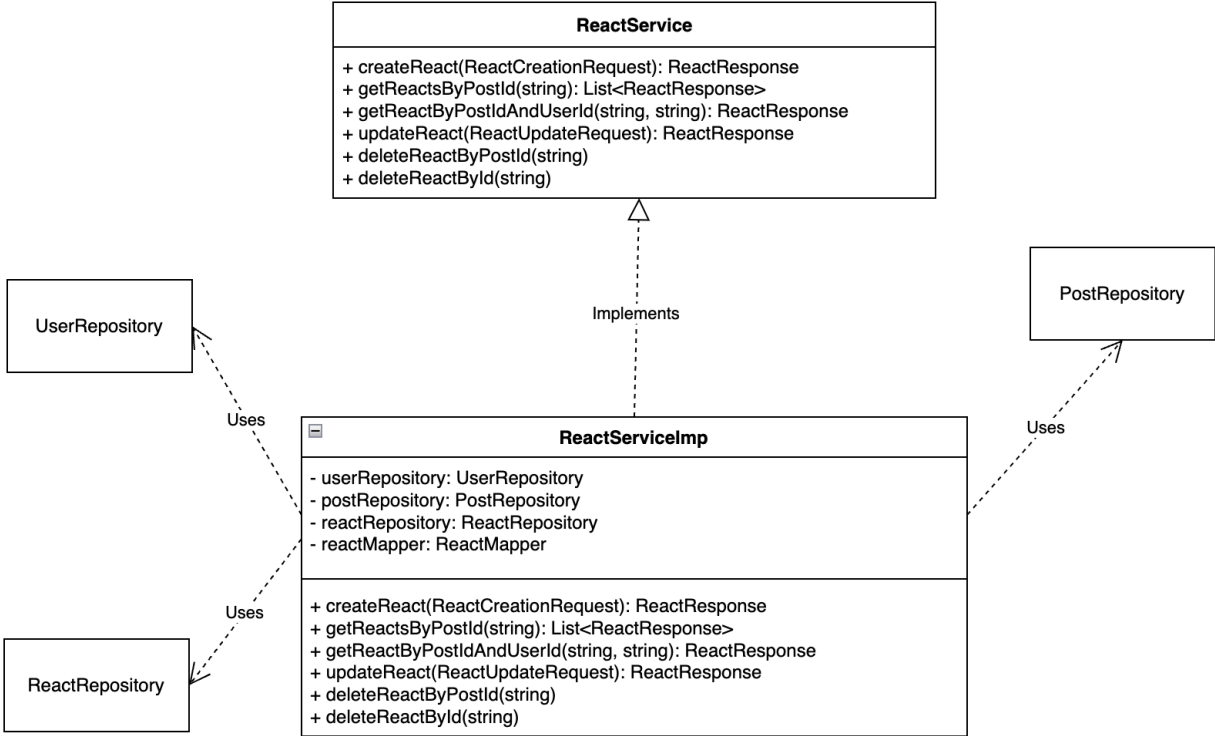 ReactService
+ createReact(ReactCreationRequest): ReactResponse
+ getReactsByPostId(string): List<ReactResponse>
+ getReactByPostIdAndUserId(string, string): ReactResponse
+ updateReact(ReactUpdateRequest): ReactResponse
+ deleteReactByPostId(string)
+ deleteReactById(string)
PostRepository
Implements
UserRepository
Uses
Uses
ReactServiceImp
- userRepository: UserRepository
- postRepository: PostRepository
- reactRepository: ReactRepository
- reactMapper: ReactMapper
Uses
+ createReact(ReactCreationRequest): ReactResponse
+ getReactsByPostId(string): List<ReactResponse>
+ getReactByPostIdAndUserId(string, string): ReactResponse
+ updateReact(ReactUpdateRequest): ReactResponse
+ deleteReactByPostId(string)
+ deleteReactById(string)
ReactRepository